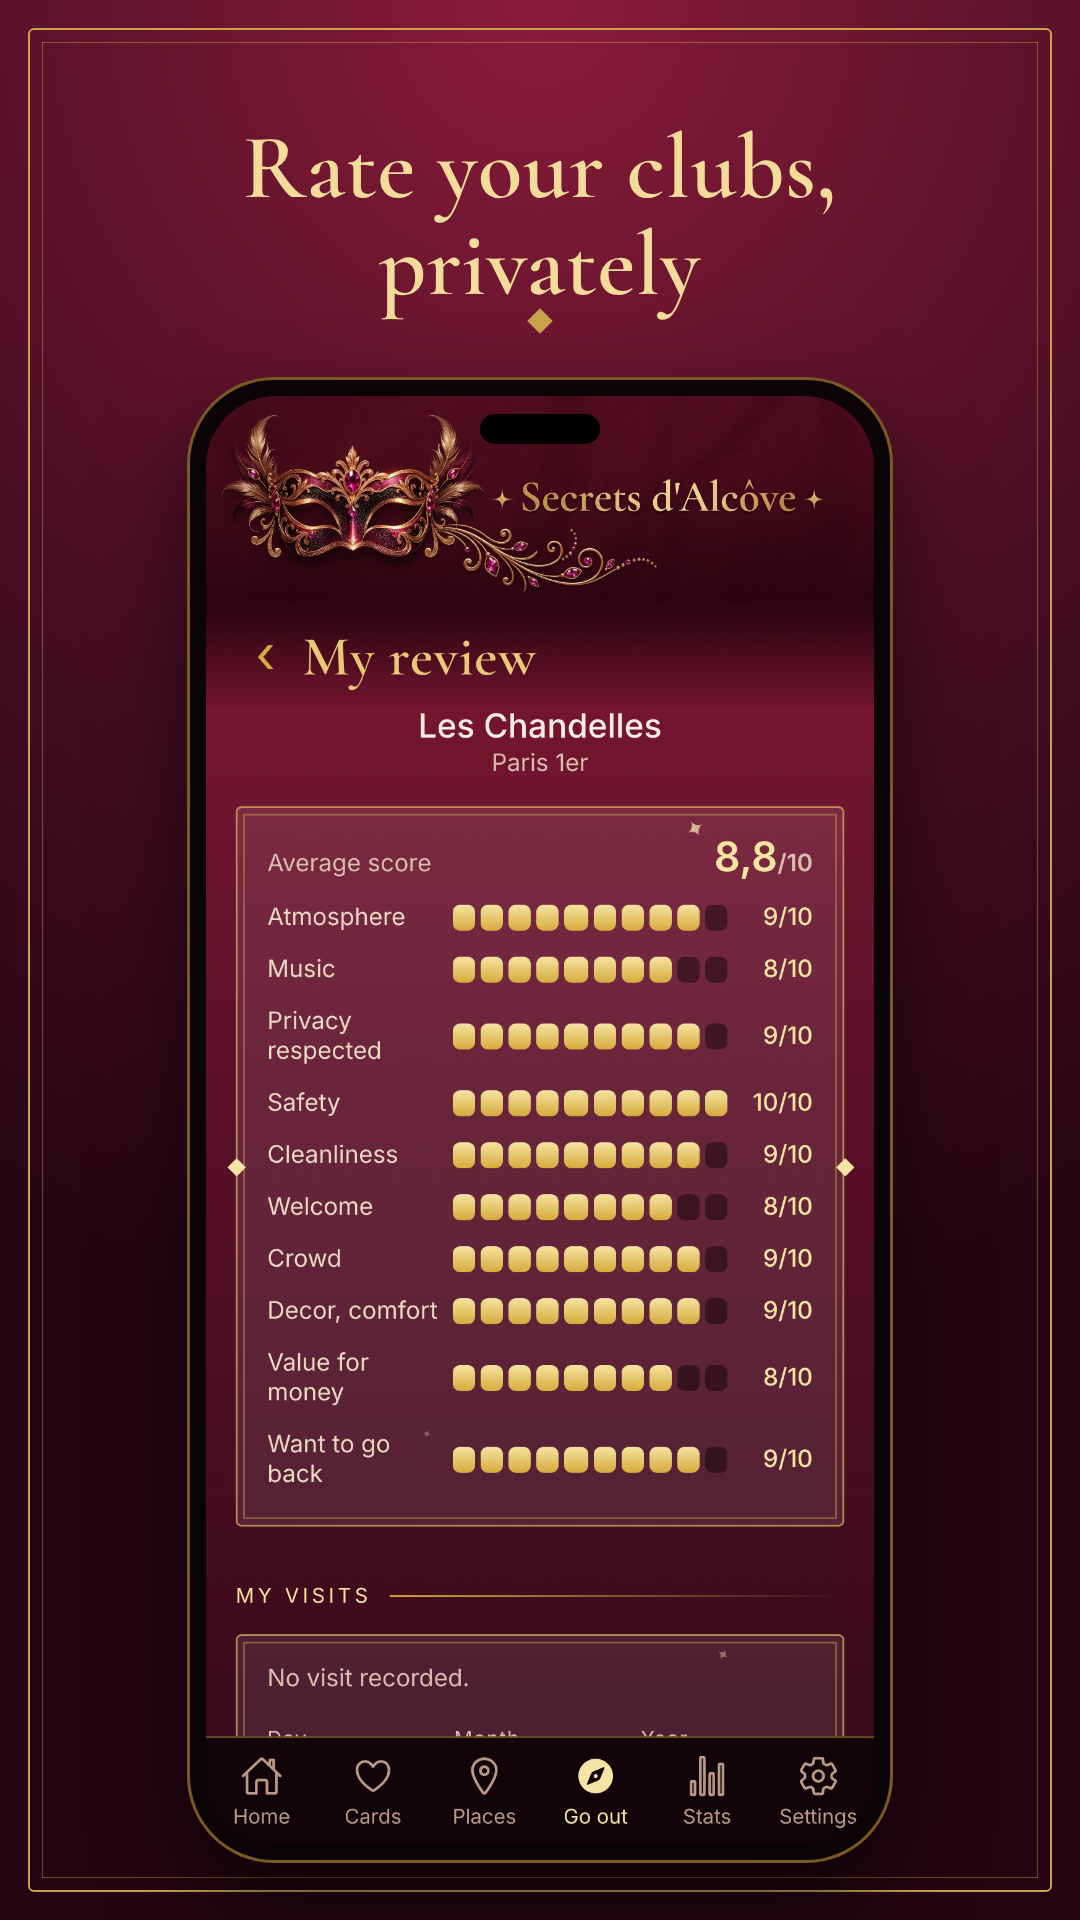 Rate your clubs,
privately
Secrets d'Alcôve
My review
Les Chandelles
Paris 1er
Average score 8,8/10
Atmosphere 9/10
Music 8/10
Privacy
respected 9/10
Safety 10/10
Cleanliness 9/10
Welcome 8/10
Crowd 9/10
Decor, comfort 9/10
Value for
money 8/10
Want to go
back 9/10
MY VISITS
No visit recorded.
Day Month Year
Home Cards Places Go out Stats Settings